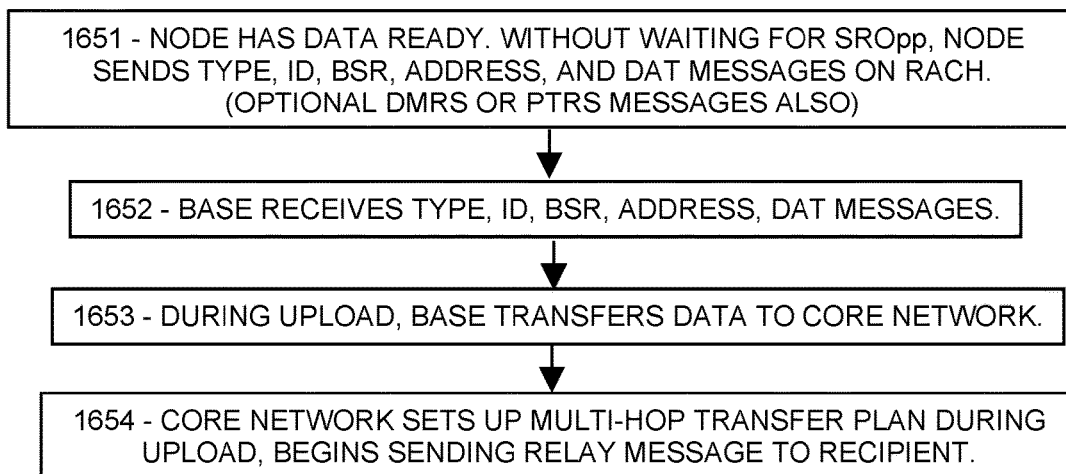 1651 - NODE HAS DATA READY. WITHOUT WAITING FOR SROpp, NODE
SENDS TYPE, ID, BSR, ADDRESS, AND DAT MESSAGES ON RACH.
(OPTIONAL DMRS OR PTRS MESSAGES ALSO)
1652 - BASE RECEIVES TYPE, ID, BSR, ADDRESS, DAT MESSAGES.
1653 - DURING UPLOAD, BASE TRANSFERS DATA TO CORE NETWORK.
1654 - CORE NETWORK SETS UP MULTI-HOP TRANSFER PLAN DURING
UPLOAD, BEGINS SENDING RELAY MESSAGE TO RECIPIENT.